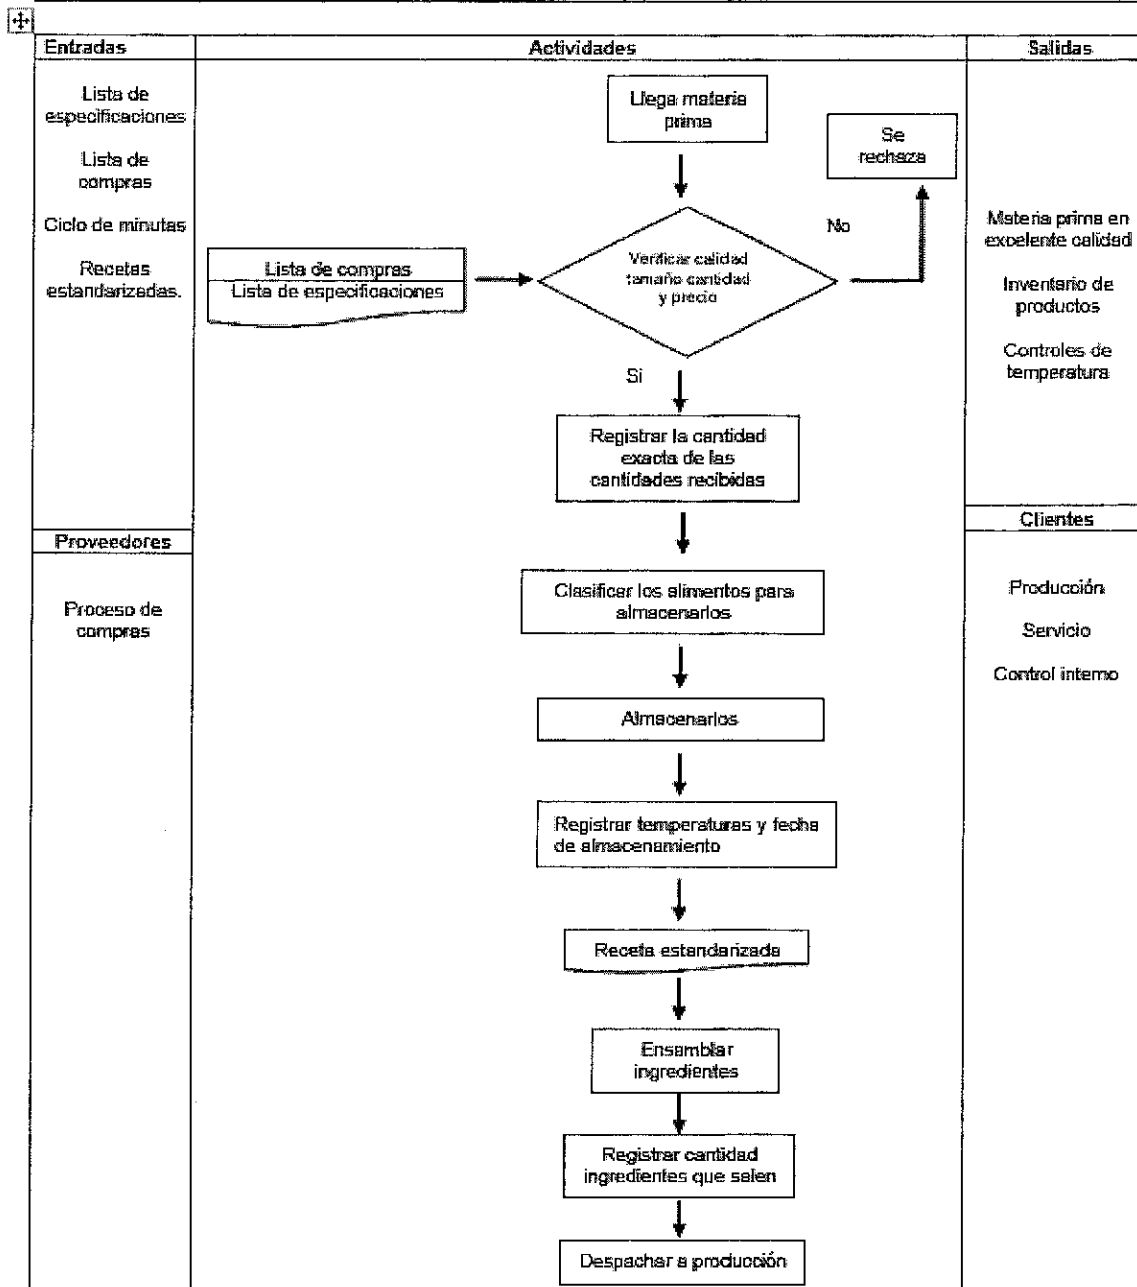 Entradas
Actividades
Salidas
Lista de
especificaciones
Lista de
compras
Ciclo de minutas
Recetas
estandarizadas.
Proveedores
Proceso de
compras
Llega materia
prima
Se
rechaza
No
Verificar calidad
tamaño cantidad
y precio
Lista de compras
Lista de especificaciones
Si
Registrar la cantidad
exacta de las
cantidades recibidas
Clasificar los alimentos para
almacenarlos
Almacenarlos
Registrar temperaturas y fecha
de almacenamiento
Receta estandarizada
Ensamblar
ingredientes
Registrar cantidad
ingredientes que salen
Despachar a producción
Materia prima en
excelente calidad
Inventario de
productos
Controles de
temperatura
Clientes
Producción
Servicio
Control interno